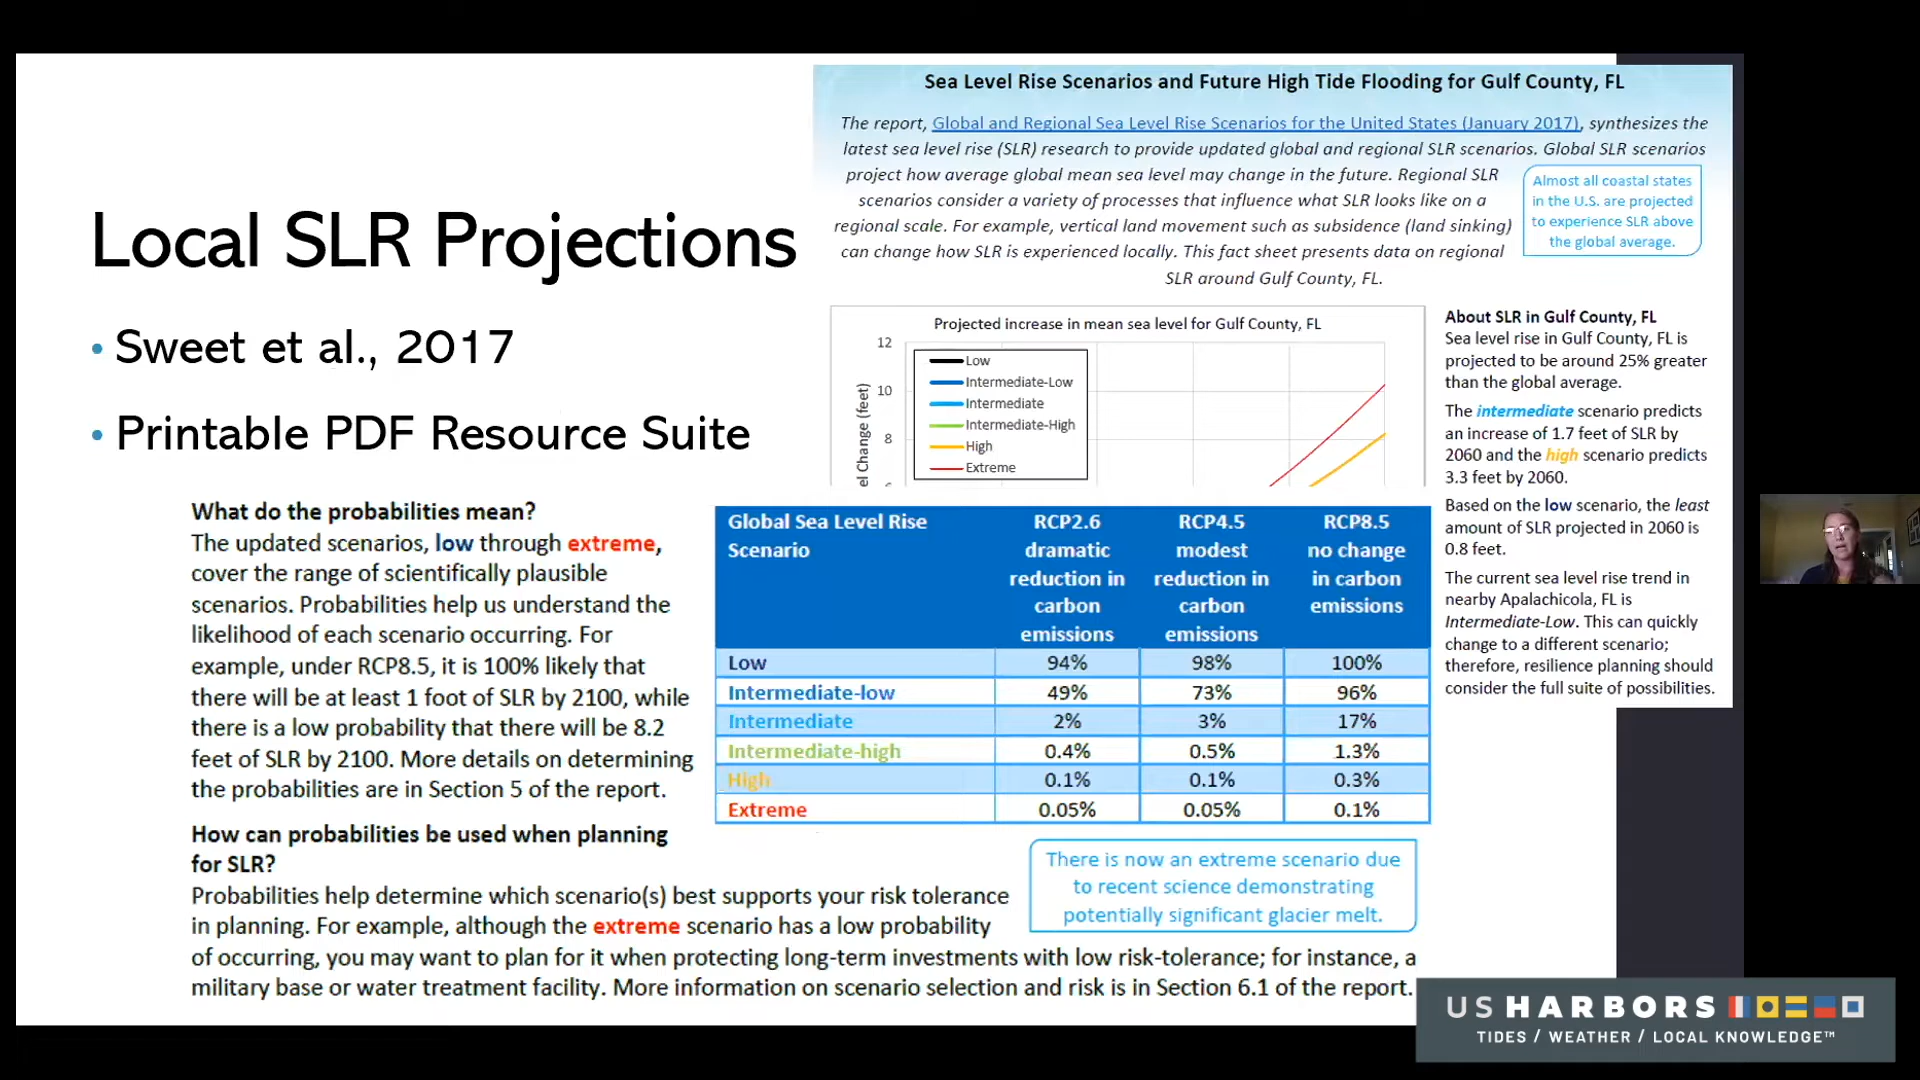 Local SLR Projections
• Sweet et al., 2017
• Printable PDF Resource Suite
Sea Level Rise Scenarios and Future High Tide Flooding for Gulf County, FL
The report, Global and Regional Sea Level Rise Scenarios for the United States (January 2017), synthesizes the
latest sea level rise (SLR) research to provide updated global and regional SLR scenarios. Global SLR scenarios
project how average global mean sea level may change in the future. Regional SLR
scenarios consider a variety of processes that influence what SLR looks like on a
regional scale. For example, vertical land movement such as subsidence (land sinking)
can change how SLR is experienced locally. This fact sheet presents data on regional
SLR around Gulf County, FL.
Almost all coastal states
in the U.S. are projected
to experience SLR above
the global average.
Projected increase in mean sea level for Gulf County, FL
12
10
8
el Change (feet)
Low
Intermediate-Low
Intermediate
Intermediate-High
High
Extreme
About SLR in Gulf County, FL
Sea level rise in Gulf County, FL is
projected to be around 25% greater
than the global average.
The intermediate scenario predicts
an increase of 1.7 feet of SLR by
2060 and the high scenario predicts
3.3 feet by 2060.
Based on the low scenario, the least
amount of SLR projected in 2060 is
0.8 feet.
The current sea level rise trend in
nearby Apalachicola, FL is
Intermediate-Low. This can quickly
change to a different scenario;
therefore, resilience planning should
consider the full suite of possibilities.
What do the probabilities mean?
The updated scenarios, low through extreme,
cover the range of scientifically plausible
scenarios. Probabilities help us understand the
likelihood of each scenario occurring. For
example, under RCP8.5, it is 100% likely that
there will be at least 1 foot of SLR by 2100, while
there is a low probability that there will be 8.2
feet of SLR by 2100. More details on determining
the probabilities are in Section 5 of the report.
Global Sea Level Rise
Scenario
RCP2.6
dramatic
reduction in
carbon
emissions
RCP4.5
modest
reduction in
carbon
emissions
RCP8.5
no change
in carbon
emissions
Low 94% 98% 100%
Intermediate-low 49% 73% 96%
Intermediate 2% 3% 17%
Intermediate-high 0.4% 0.5% 1.3%
High 0.1% 0.1% 0.3%
Extreme 0.05% 0.05% 0.1%
How can probabilities be used when planning
for SLR?
Probabilities help determine which scenario(s) best supports your risk tolerance
in planning. For example, although the extreme scenario has a low probability
of occurring, you may want to plan for it when protecting long-term investments with low risk-tolerance; for instance, a
military base or water treatment facility. More information on scenario selection and risk is in Section 6.1 of the report.
There is now an extreme scenario due
to recent science demonstrating
potentially significant glacier melt.
US HARBORS
TIDES / WEATHER / LOCAL KNOWLEDGE™